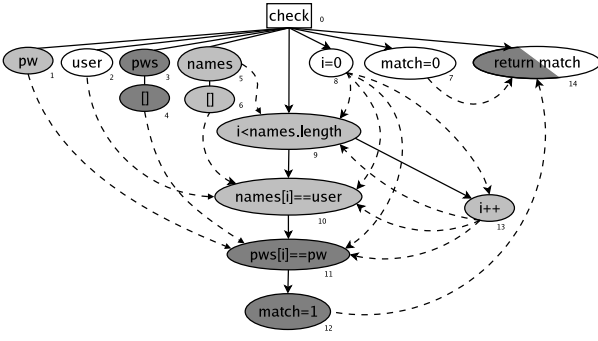 check 0
pw 1
user 2
pws 3
names 5
i=0 8
match=0 7
return match 14
[] 4
[] 6
i<names.length 9
names[i]==user 10
i++ 13
pws[i]==pw 11
match=1 12